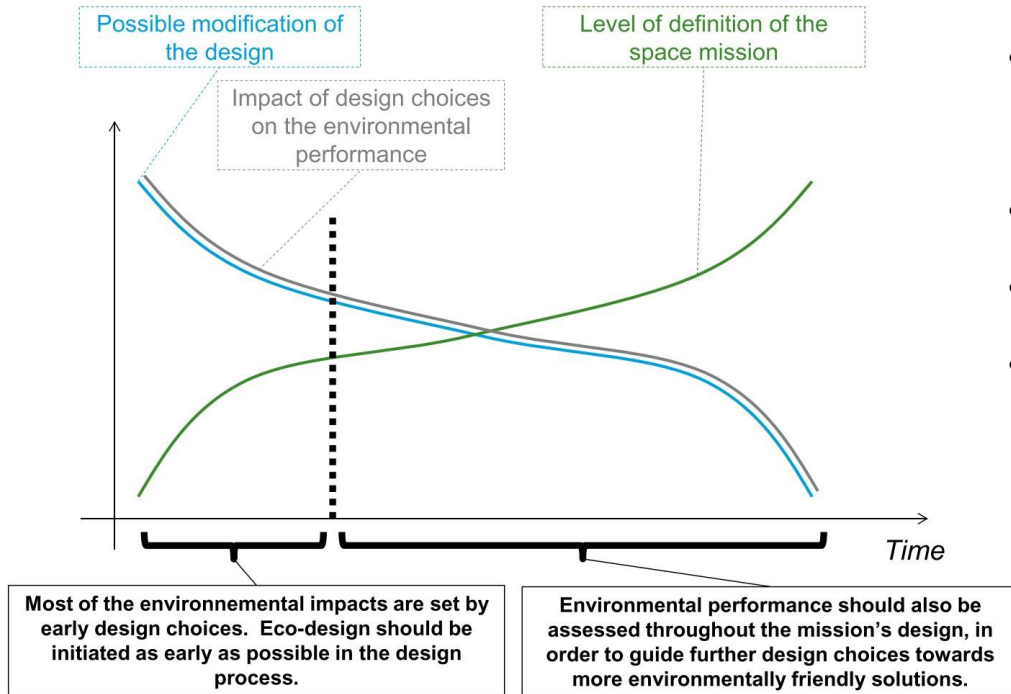 Possible modification of
the design
Level of definition of the
space mission
Impact of design choices
on the environmental
performance
Time
Most of the environnemental impacts are set by
early design choices.  Eco-design should be
initiated as early as possible in the design
process.
Environmental performance should also be
assessed throughout the mission's design, in
order to guide further design choices towards
more environmentally friendly solutions.